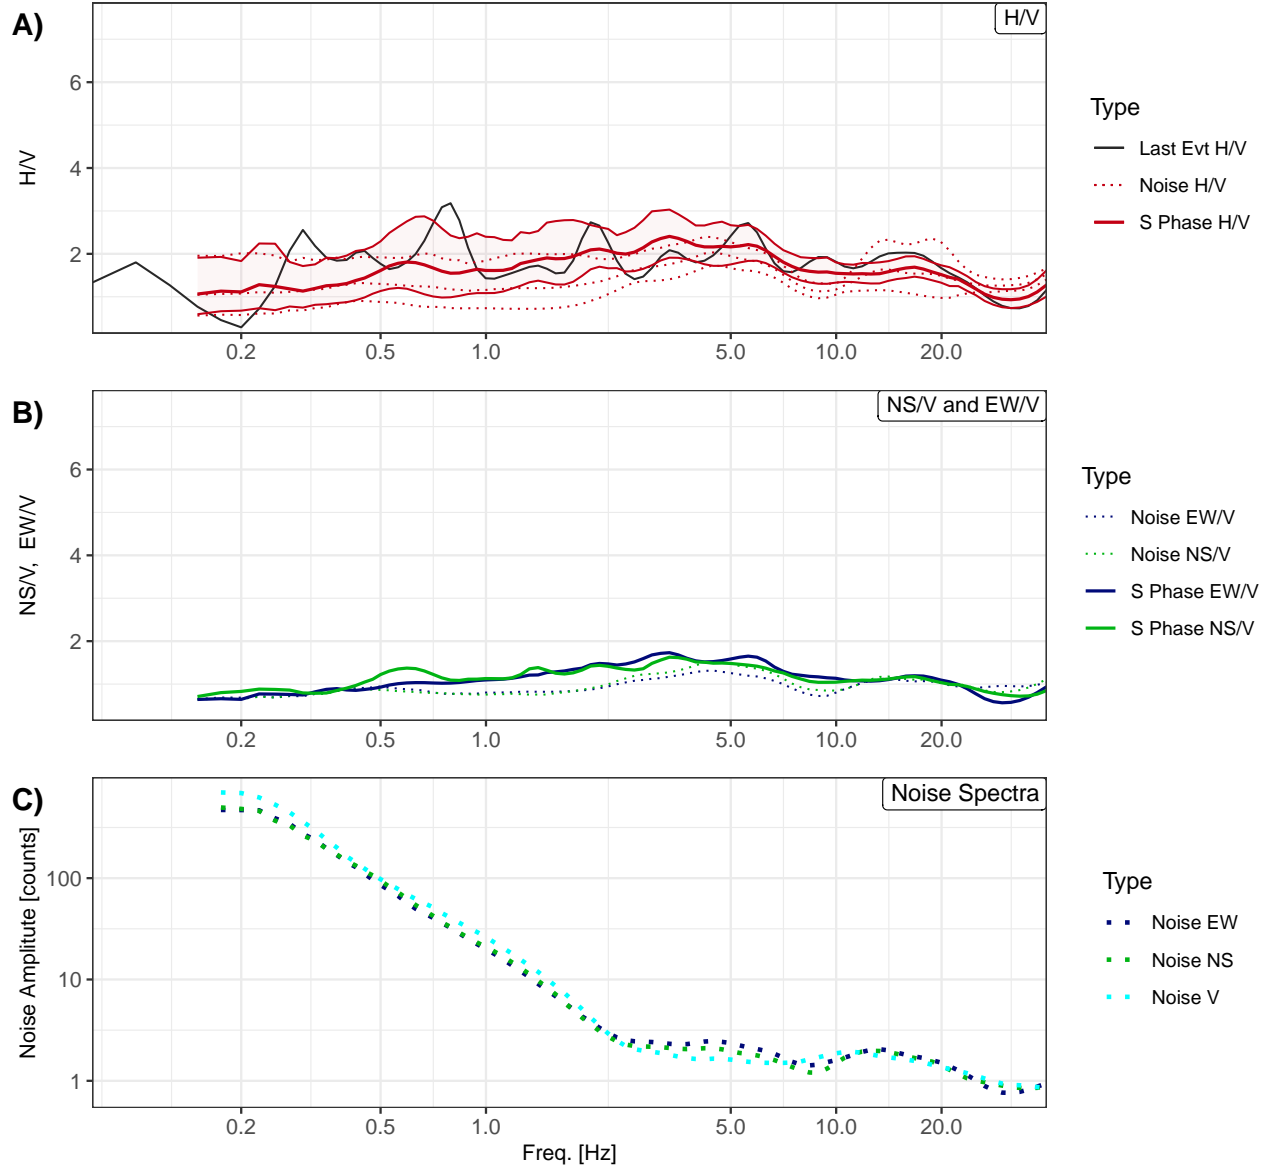 A)
H/V
6
4
2
H/V
0.2 0.5 1.0 5.0 10.0 20.0
Type
Last Evt H/V
Noise H/V
S Phase H/V
B)
NS/V and EW/V
6
4
2
NS/V,  EW/V
0.2 0.5 1.0 5.0 10.0 20.0
Type
Noise EW/V
Noise NS/V
S Phase EW/V
S Phase NS/V
C)
Noise Spectra
100
10
1
Noise Amplitute [counts]
0.2 0.5 1.0 5.0 10.0 20.0
Freq. [Hz]
Type
Noise EW
Noise NS
Noise V